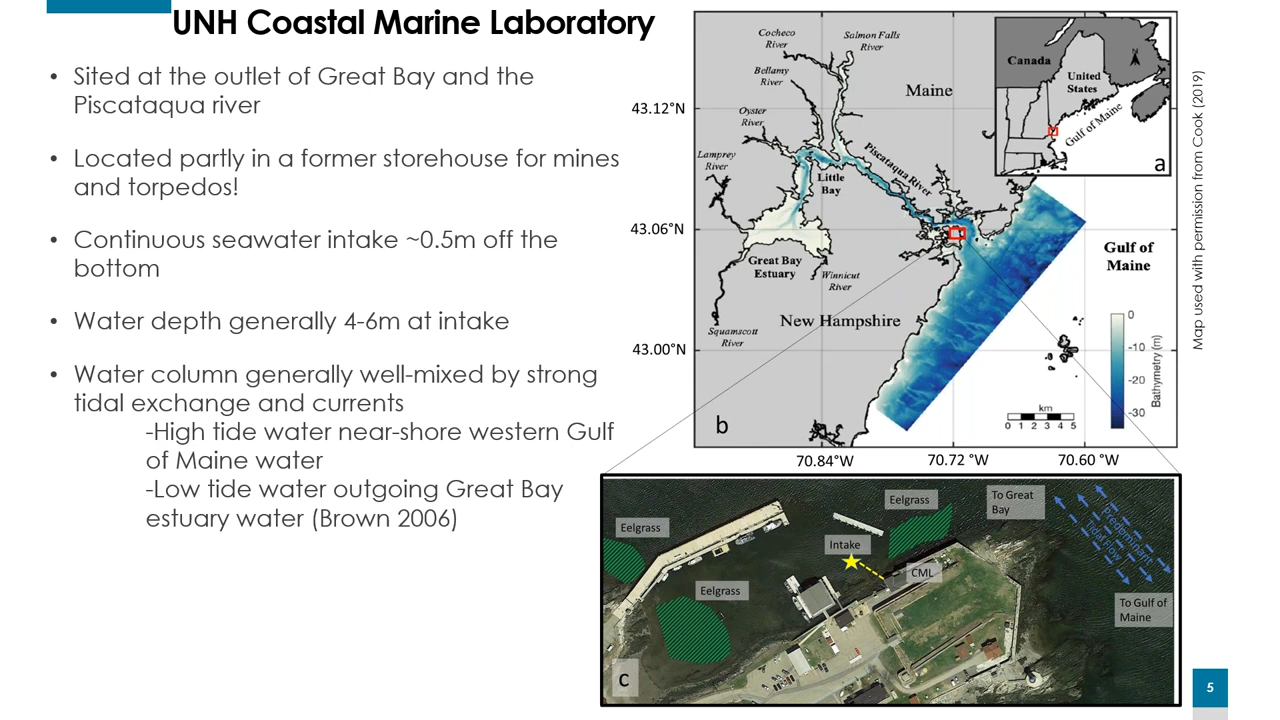 UNH Coastal Marine Laboratory
• Sited at the outlet of Great Bay and the
Piscataqua river
• Located partly in a former storehouse for mines
and torpedos!
• Continuous seawater intake ~0.5m off the
bottom
• Water depth generally 4-6m at intake
• Water column generally well-mixed by strong
tidal exchange and currents
-High tide water near-shore western Gulf
of Maine water
-Low tide water outgoing Great Bay
estuary water (Brown 2006)
43.12°N
43.06°N
43.00°N
Cocheco
River
Salmon Falls
River
Bellamy
River
Oyster
River
Lamprey
River
Maine
Piscataqua River
Little
Bay
Great Bay
Estuary
Winnicut
River
Squamscott
River
New Hampshire
Gulf of
Maine
Canada
United
States
N
Gulf of Maine
a
0
-10
-20
-30
Bathymetry (m)
km
0 1 2 3 4 5
b
70.84°W
70.72 °W
70.60 °W
Map used with permission from Cook (2019)
Eelgrass
Eelgrass
Eelgrass
To Great
Bay
Intake
CML
Predominant
Tidal Flow
To Gulf of
Maine
c
5